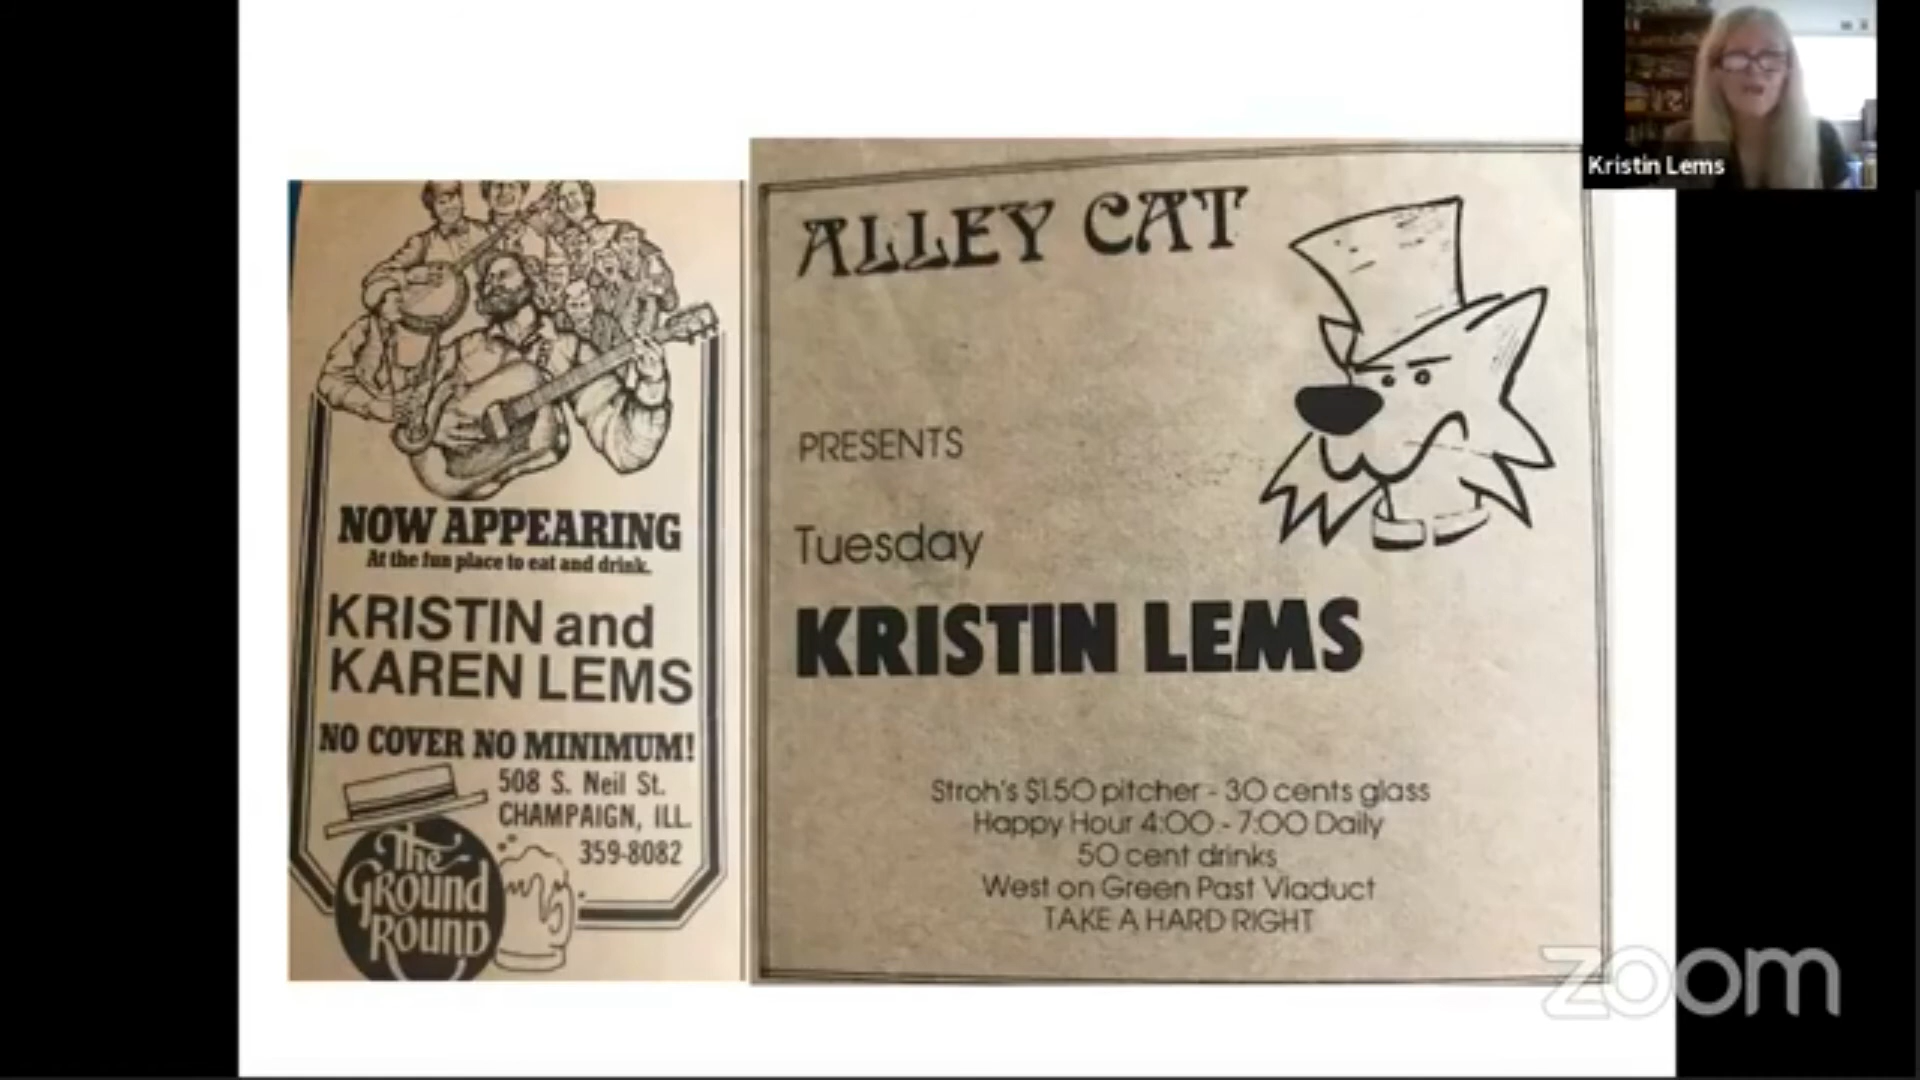 NOW APPEARING
At the fun place to eat and drink.
KRISTIN and
KAREN LEMS
NO COVER NO MINIMUM!
508 S. Neil St.
CHAMPAIGN, ILL.
359-8082
The
GROUND
ROUND
ALLEY CAT
PRESENTS
Tuesday
KRISTIN LEMS
Stroh's $1.50 pitcher - 30 cents glass
Happy Hour 4:00 - 7:00 Daily
50 cent drinks
West on Green Past Viaduct
TAKE A HARD RIGHT
Kristin Lems
zoom